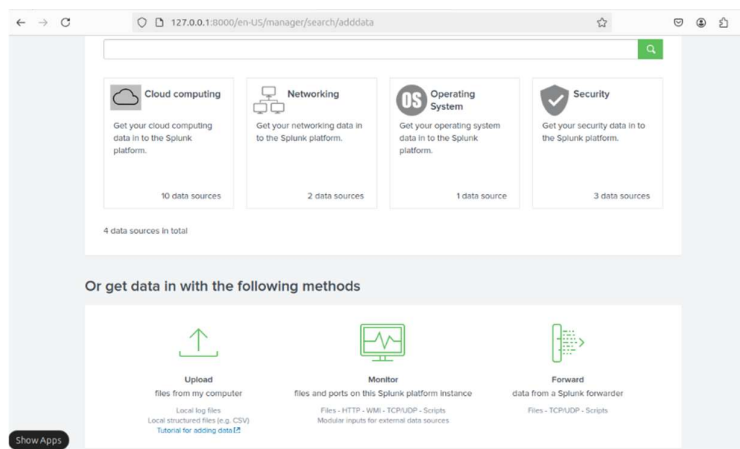 127.0.0.1:8000/en-US/manager/search/adddata
Cloud computing
Get your cloud computing
data in to the Splunk
platform.
10 data sources
Networking
Get your networking data in
to the Splunk platform.
2 data sources
OS
Operating
System
Get your operating system
data in to the Splunk
platform.
1 data source
Security
Get your security data in to
the Splunk platform.
3 data sources
4 data sources in total
Or get data in with the following methods
Upload
files from my computer
Local log files
Local structured files (e.g. CSV)
Tutorial for adding data
Monitor
files and ports on this Splunk platform instance
Files - HTTP - WMI - TCP/UDP - Scripts
Modular inputs for external data sources
Forward
data from a Splunk forwarder
Files - TCP/UDP - Scripts
Show Apps